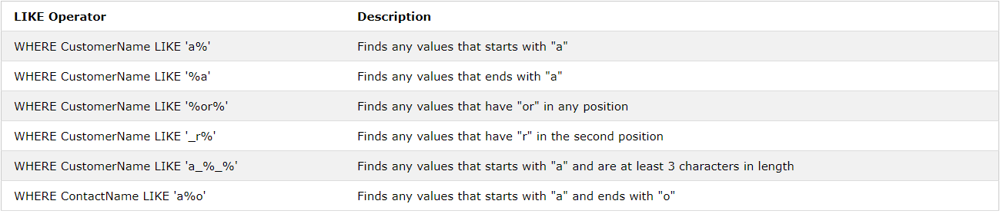 LIKE Operator Description
WHERE CustomerName LIKE 'a%' Finds any values that starts with "a"
WHERE CustomerName LIKE '%a' Finds any values that ends with "a"
WHERE CustomerName LIKE '%or%' Finds any values that have "or" in any position
WHERE CustomerName LIKE '_r%' Finds any values that have "r" in the second position
WHERE CustomerName LIKE 'a_%_%' Finds any values that starts with "a" and are at least 3 characters in length
WHERE ContactName LIKE 'a%o' Finds any values that starts with "a" and ends with "o"